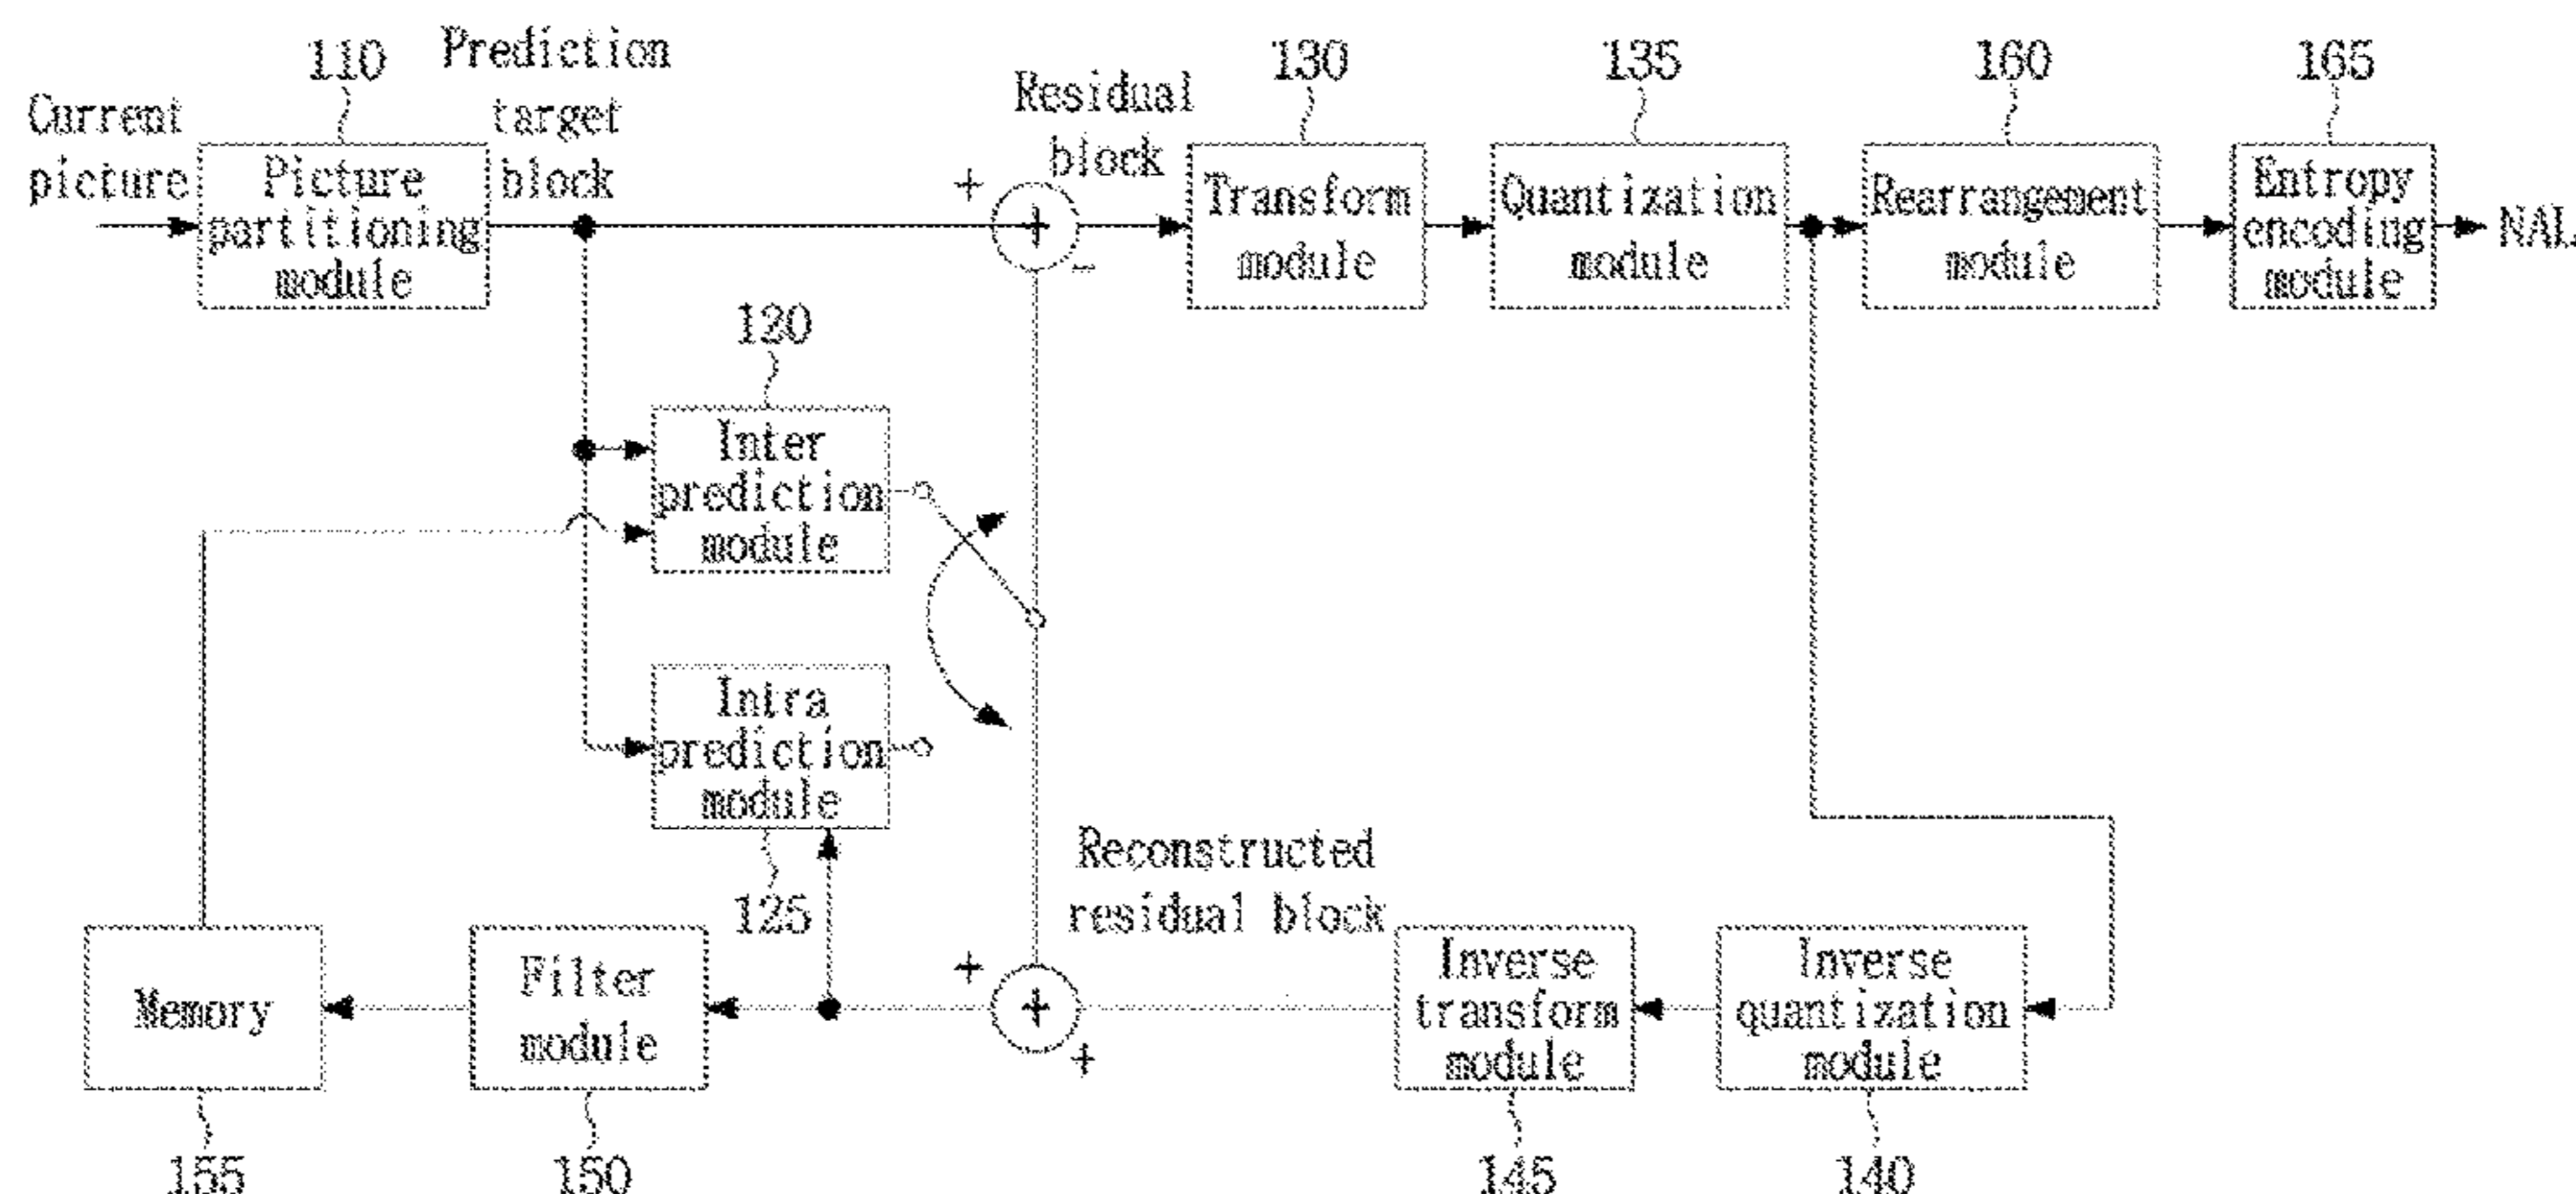 110
Prediction
target
block
Current
picture
Picture
partitioning
module
Residual
block
130
Transform
module
135
Quantization
module
160
Rearrangement
module
165
Entropy
encoding
module
NAL
+
+
-
120
Inter
prediction
module
Intra
prediction
module
125
Reconstructed
residual block
+
+
+
Memory
155
Filter
module
150
Inverse
transform
module
145
Inverse
quantization
module
140